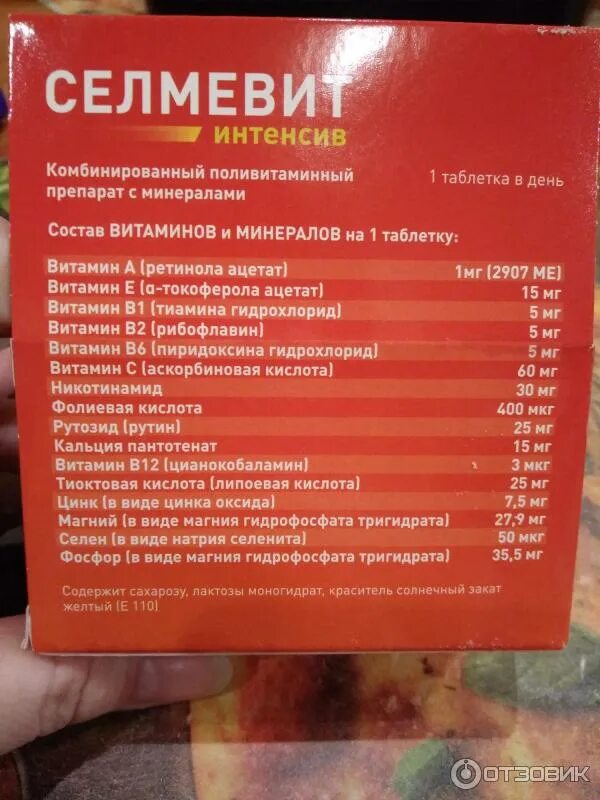 СЕЛМЕВИТ
интенсив
Комбинированный поливитаминный
препарат с минералами
1 таблетка в день
Состав ВИТАМИНОВ и МИНЕРАЛОВ на 1 таблетку:
Витамин А (ретинола ацетат) 1мг (2907 МЕ)
Витамин Е (α-токоферола ацетат) 15 мг
Витамин В1 (тиамина гидрохлорид) 5 мг
Витамин В2 (рибофлавин) 5 мг
Витамин В6 (пиридоксина гидрохлорид) 5 мг
Витамин С (аскорбиновая кислота) 60 мг
Никотинамид 30 мг
Фолиевая кислота 400 мкг
Рутозид (рутин) 25 мг
Кальция пантотенат 15 мг
Витамин В12 (цианокобаламин) 3 мкг
Тиоктовая кислота (липоевая кислота) 25 мг
Цинк (в виде цинка оксида) 7,5 мг
Магний (в виде магния гидрофосфата тригидрата) 27,9 мг
Селен (в виде натрия селенита) 50 мкг
Фосфор (в виде магния гидрофосфата тригидрата) 35,5 мг
Содержит сахарозу, лактозы моногидрат, краситель солнечный закат
желтый (Е 110)
ОТЗОВИК